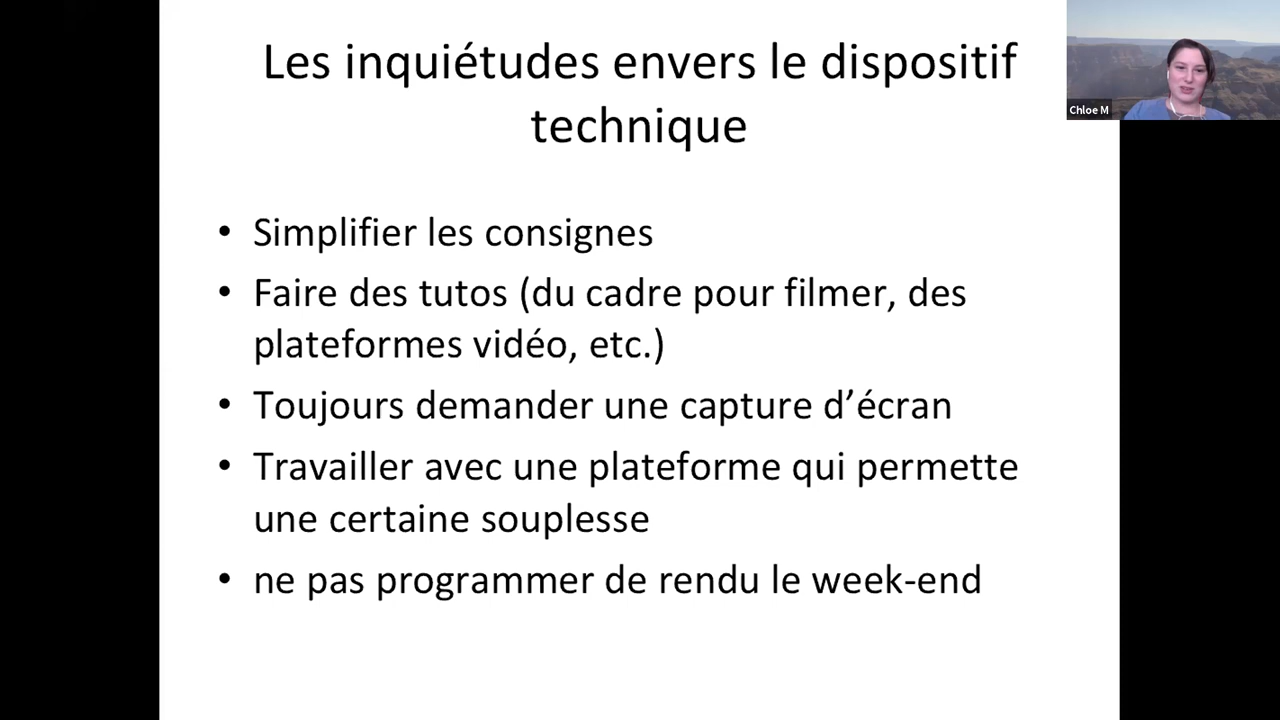 Les inquiétudes envers le dispositif
technique
• Simplifier les consignes
• Faire des tutos (du cadre pour filmer, des
plateformes vidéo, etc.)
• Toujours demander une capture d’écran
• Travailler avec une plateforme qui permette
une certaine souplesse
• ne pas programmer de rendu le week-end
Chloe M